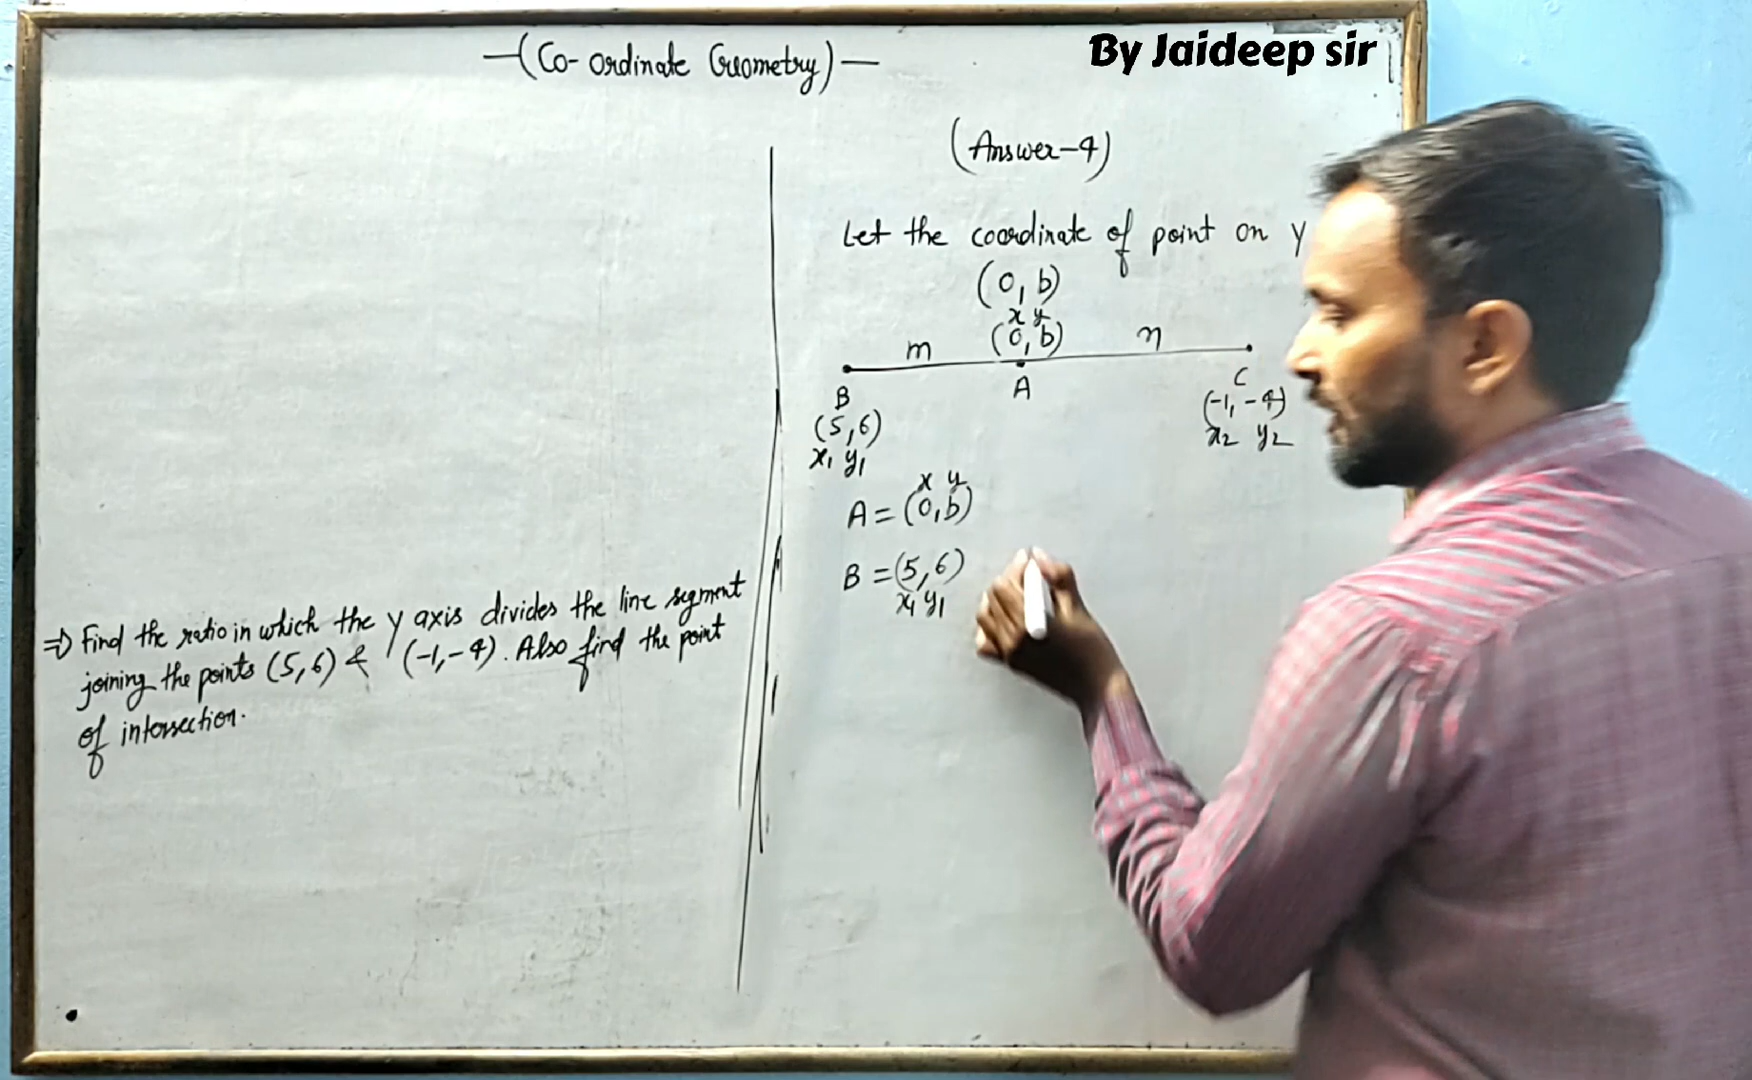 (Co-ordinate Geometry)
By Jaideep sir
⇒ Find the ratio in which the y axis divides the line segment
joining the points (5,6) & (-1,-4). Also find the point
of intersection.
(Answer-4)
Let the coordinate of point on y
(0, b)
x y
m (0, b) n
B A C
(5,6) (-1, -4)
x1 y1 x2 y2
x y
A = (0, b)
B = (5, 6)
x1 y1